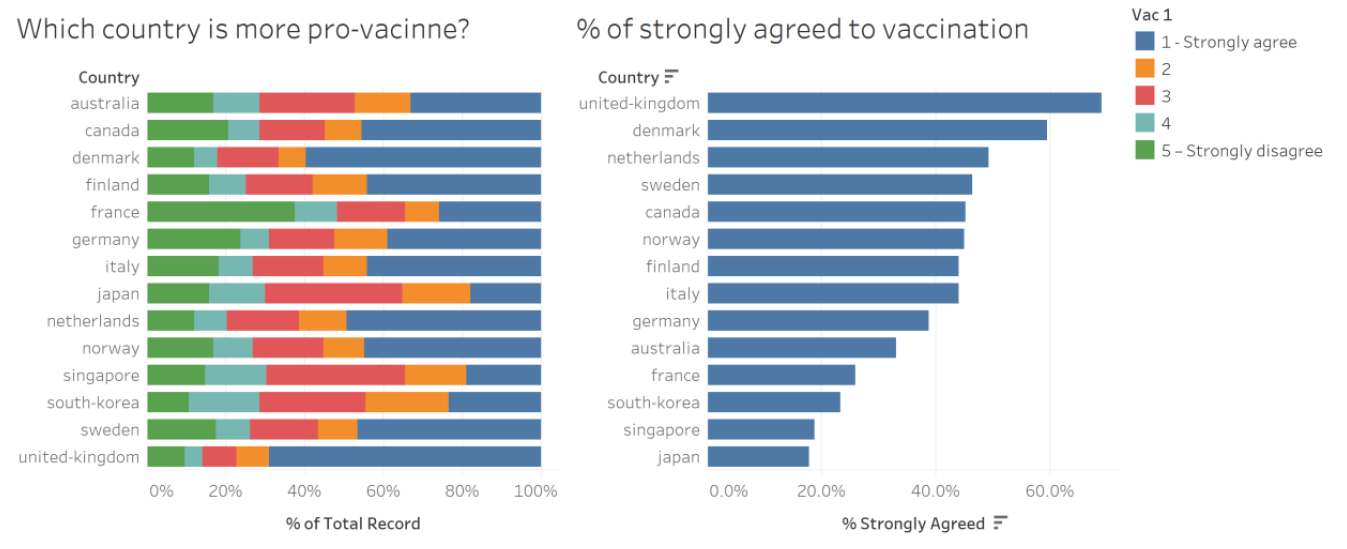 Which country is more pro-vacinne?
Country
australia
canada
denmark
finland
france
germany
italy
japan
netherlands
norway
singapore
south-korea
sweden
united-kingdom
0% 20% 40% 60% 80% 100%
% of Total Record
% of strongly agreed to vaccination
Country
united-kingdom
denmark
netherlands
sweden
canada
norway
finland
italy
germany
australia
france
south-korea
singapore
japan
0.0% 20.0% 40.0% 60.0%
% Strongly Agreed
Vac 1
1 - Strongly agree
2
3
4
5 – Strongly disagree